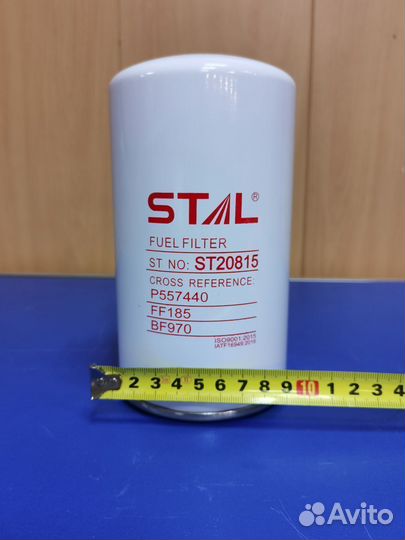 STAL®
FUEL FILTER
ST NO: ST20815
CROSS REFERENCE:
P557440
FF185
BF970
ISO9001:2015
IATF16949:2016
2 3 4 5 6 7 8 9 10 1 2 3 4
Avito